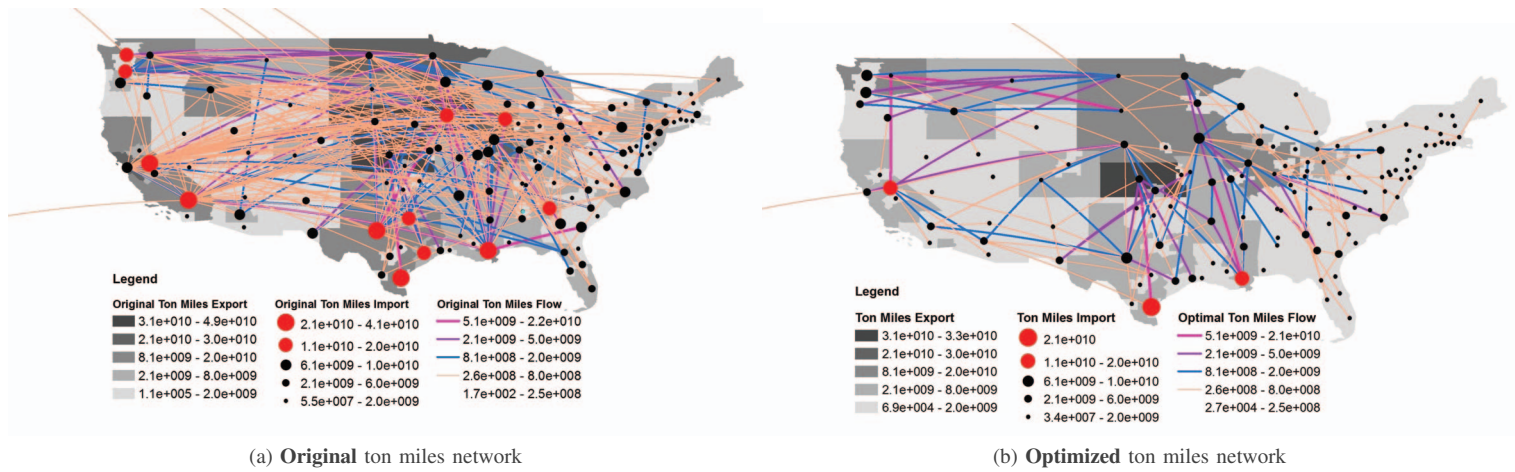 Legend
Original Ton Miles Export
3.1e+010 - 4.9e+010
2.1e+010 - 3.0e+010
8.1e+009 - 2.0e+010
2.1e+009 - 8.0e+009
1.1e+005 - 2.0e+009
Original Ton Miles Import
2.1e+010 - 4.1e+010
1.1e+010 - 2.0e+010
6.1e+009 - 1.0e+010
2.1e+009 - 6.0e+009
5.5e+007 - 2.0e+009
Original Ton Miles Flow
5.1e+009 - 2.2e+010
2.1e+009 - 5.0e+009
8.1e+008 - 2.0e+009
2.6e+008 - 8.0e+008
1.7e+002 - 2.5e+008
(a) Original ton miles network
Legend
Ton Miles Export
3.1e+010 - 3.3e+010
2.1e+010 - 3.0e+010
8.1e+009 - 2.0e+010
2.1e+009 - 8.0e+009
6.9e+004 - 2.0e+009
Ton Miles Import
2.1e+010
1.1e+010 - 2.0e+010
6.1e+009 - 1.0e+010
2.1e+009 - 6.0e+009
3.4e+007 - 2.0e+009
Optimal Ton Miles Flow
5.1e+009 - 2.1e+010
2.1e+009 - 5.0e+009
8.1e+008 - 2.0e+009
2.6e+008 - 8.0e+008
2.7e+004 - 2.5e+008
(b) Optimized ton miles network